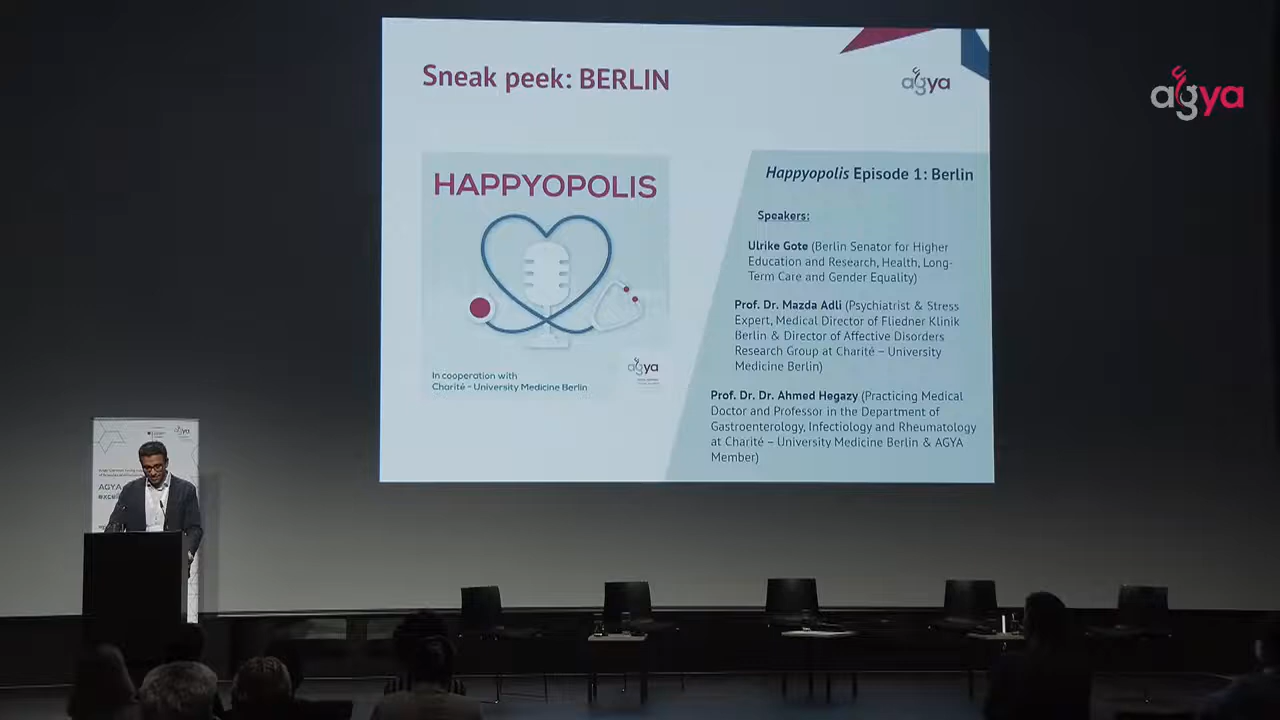 Sneak peek: BERLIN
agya
agya
HAPPYOPOLIS
In cooperation with
Charité – University Medicine Berlin
agya
Happyopolis Episode 1: Berlin
Speakers:
Ulrike Gote (Berlin Senator for Higher
Education and Research, Health, Long-
Term Care and Gender Equality)
Prof. Dr. Mazda Adli (Psychiatrist & Stress
Expert, Medical Director of Fliedner Klinik
Berlin & Director of Affective Disorders
Research Group at Charité – University
Medicine Berlin)
Prof. Dr. Dr. Ahmed Hegazy (Practicing Medical
Doctor and Professor in the Department of
Gastroenterology, Infectiology and Rheumatology
at Charité – University Medicine Berlin & AGYA
Member)
agya
AGYA